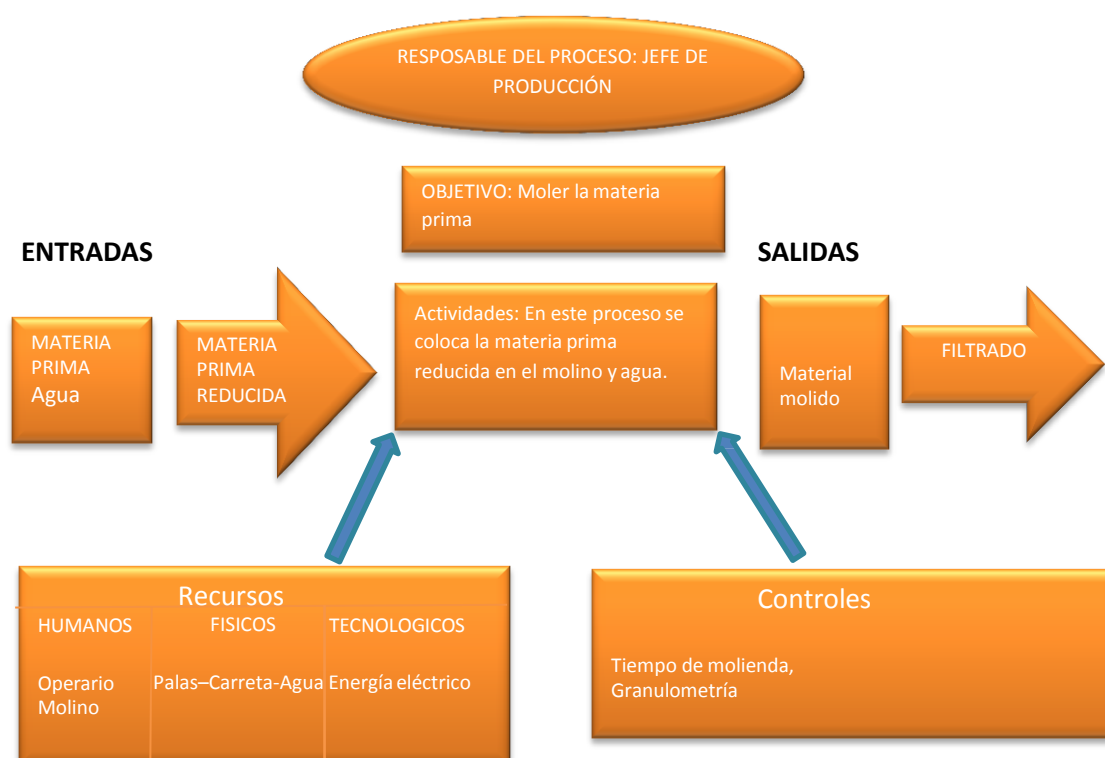 RESPOSABLE DEL PROCESO: JEFE DE
PRODUCCIÓN
OBJETIVO: Moler la materia
prima
ENTRADAS
SALIDAS
MATERIA
PRIMA
Agua
MATERIA
PRIMA
REDUCIDA
Actividades: En este proceso se
coloca la materia prima
reducida en el molino y agua.
Material
molido
FILTRADO
Recursos
HUMANOS
FISICOS
TECNOLOGICOS
Operario
Molino
Palas–Carreta-Agua
Energía eléctrico
Controles
Tiempo de molienda,
Granulometría